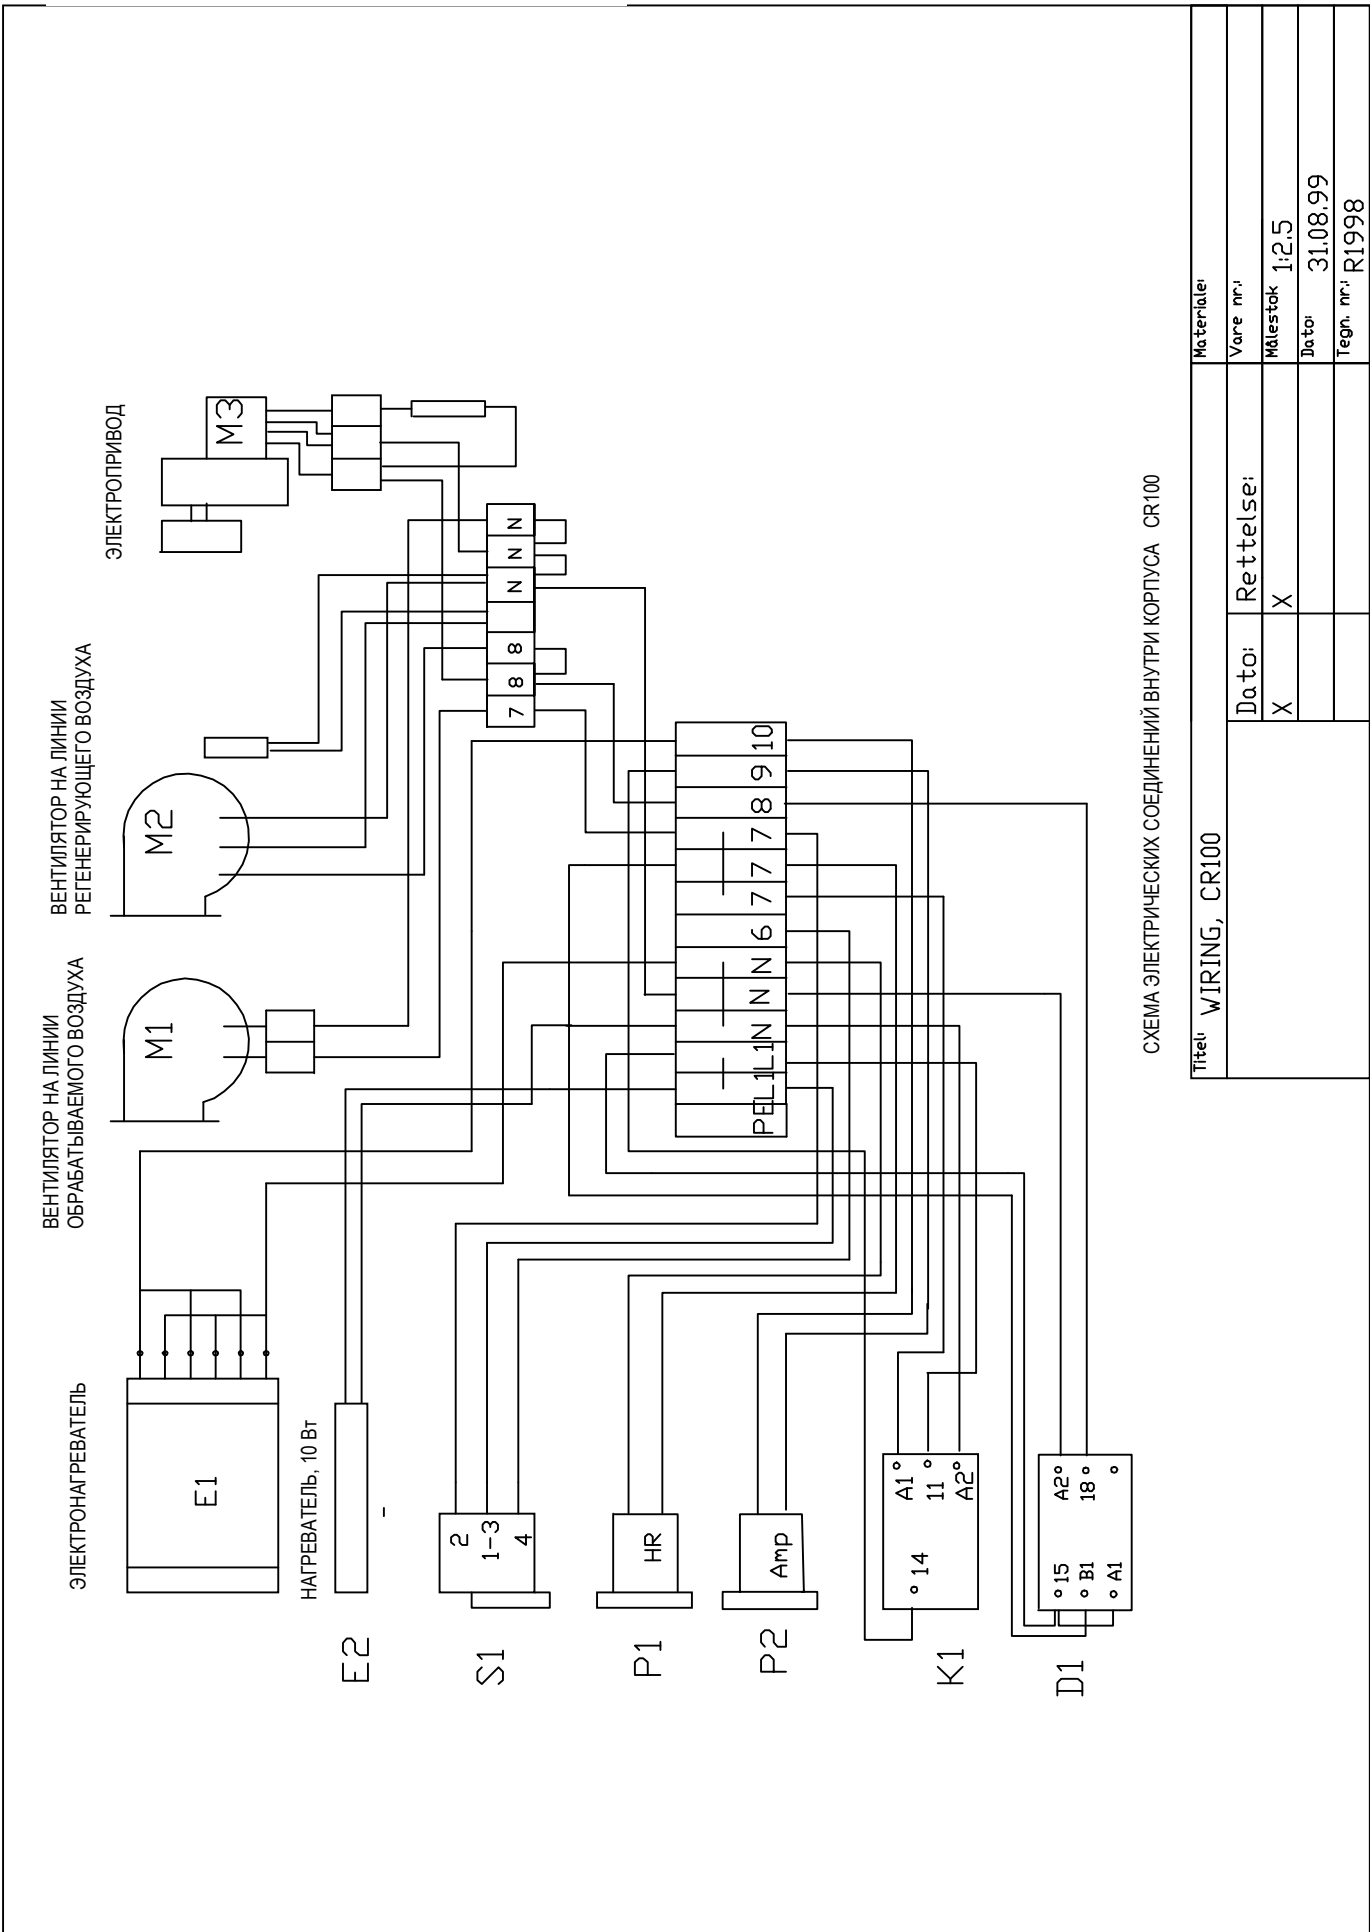 ЭЛЕКТРОНАГРЕВАТЕЛЬ
E1
НАГРЕВАТЕЛЬ, 10 Вт
-
E2
ВЕНТИЛЯТОР НА ЛИНИИ
ОБРАБАТЫВАЕМОГО ВОЗДУХА
M1
ВЕНТИЛЯТОР НА ЛИНИИ
РЕГЕНЕРИРУЮЩЕГО ВОЗДУХА
M2
ЭЛЕКТРОПРИВОД
M3
7
8
8
N
N
N
S1
2
1-3
4
P1
HR
P2
Amp
PE
L1
L1
N
N
N
6
7
7
7
8
9
10
K1
14
A1
11
A2
D1
15
B1
A1
A2
18
СХЕМА ЭЛЕКТРИЧЕСКИХ СОЕДИНЕНИЙ ВНУТРИ КОРПУСА CR100
Titel: WIRING, CR100
Dato: Rettelse:
X X
Materiale:
Vare nr.:
Målestok 1:2.5
Dato: 31.08.99
Tegn. nr.: R1998